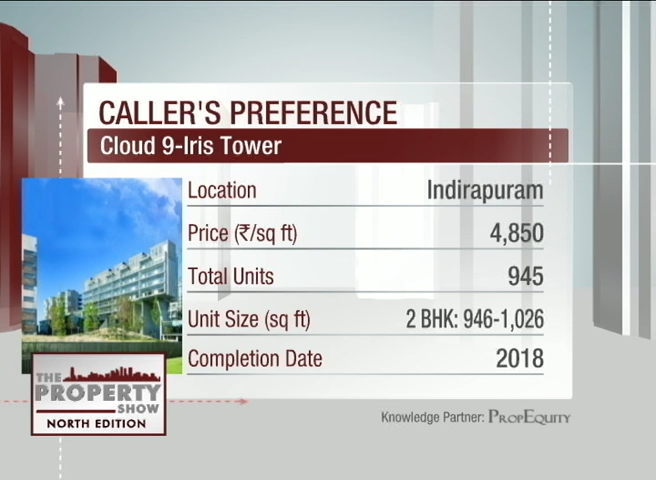 CALLER'S PREFERENCE
Cloud 9-Iris Tower
Location Indirapuram
Price (₹/sq ft) 4,850
Total Units 945
Unit Size (sq ft) 2 BHK: 946-1,026
Completion Date 2018
THE
PROPERTY
SHOW
NORTH EDITION
Knowledge Partner: PROPEQUITY